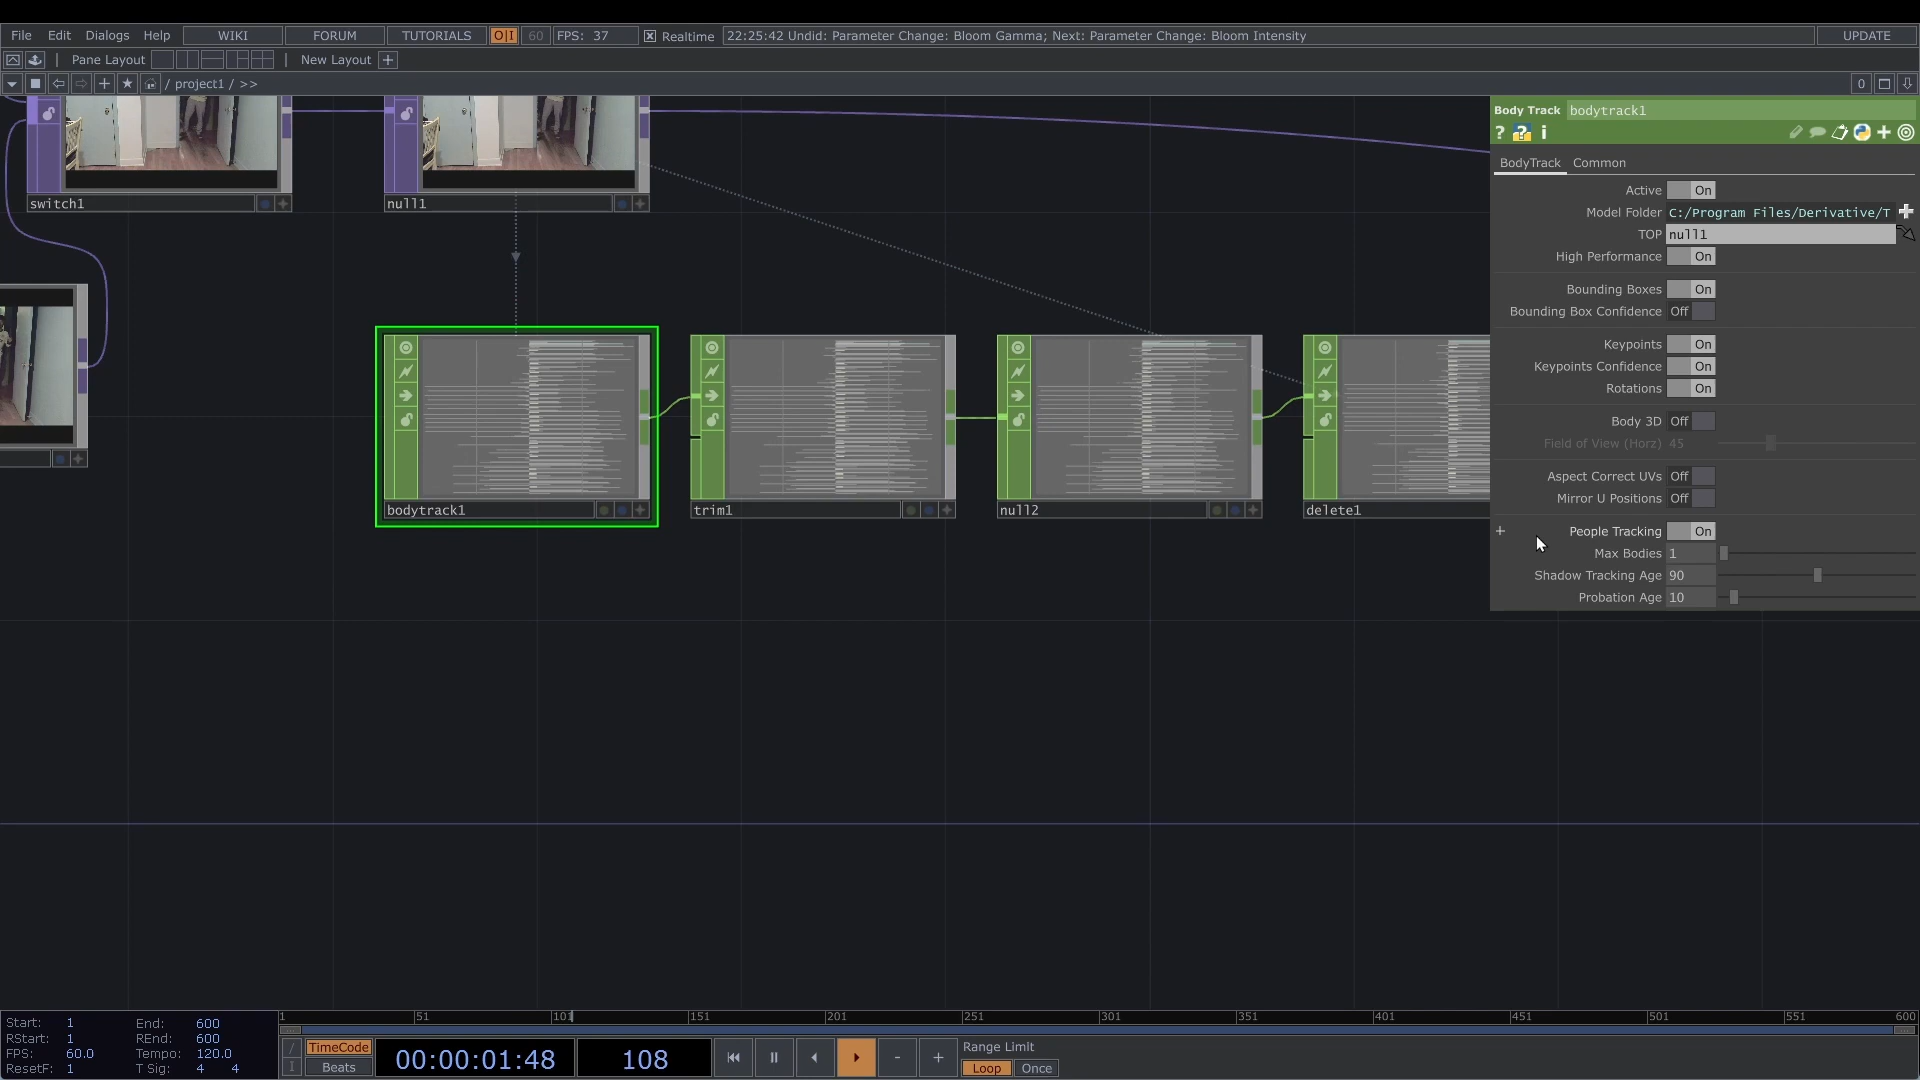 File Edit Dialogs Help WIKI FORUM TUTORIALS O|I 60 FPS: 37 Realtime 22:25:42 Undid: Parameter Change: Bloom Gamma; Next: Parameter Change: Bloom Intensity UPDATE
Pane Layout New Layout +
/ project1 / >> 0
Body Track bodytrack1
? ? i
BodyTrack Common
Active On
Model Folder C:/Program Files/Derivative/T
TOP null1
High Performance On
Bounding Boxes On
Bounding Box Confidence Off
Keypoints On
Keypoints Confidence On
Rotations On
Body 3D Off
Field of View (Horz) 45
Aspect Correct UVs Off
Mirror U Positions Off
+ People Tracking On
Max Bodies 1
Shadow Tracking Age 90
Probation Age 10
switch1 null1
bodytrack1 trim1 null2 delete1
1 51 101 151 201 251 301 351 401 451 501 551 600
Start: 1 End: 600
RStart: 1 REnd: 600
FPS: 60.0 Tempo: 120.0
ResetF: 1 T Sig: 4 4
TimeCode
Beats
00:00:01:48 108 - +
Range Limit
Loop Once